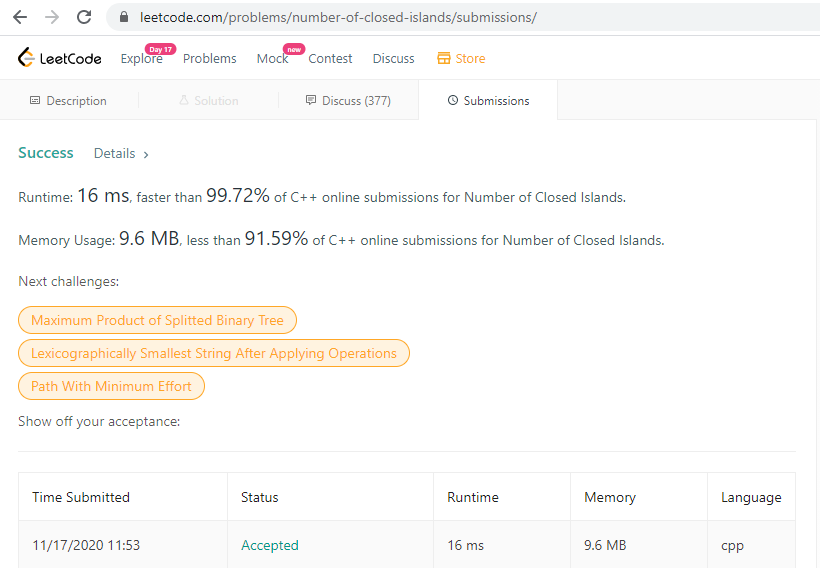 leetcode.com/problems/number-of-closed-islands/submissions/
LeetCode Explore Day 17 Problems Mock new Contest Discuss Store
Description Solution Discuss (377) Submissions
Success Details >
Runtime: 16 ms, faster than 99.72% of C++ online submissions for Number of Closed Islands.
Memory Usage: 9.6 MB, less than 91.59% of C++ online submissions for Number of Closed Islands.
Next challenges:
Maximum Product of Splitted Binary Tree
Lexicographically Smallest String After Applying Operations
Path With Minimum Effort
Show off your acceptance:
Time Submitted Status Runtime Memory Language
11/17/2020 11:53 Accepted 16 ms 9.6 MB cpp